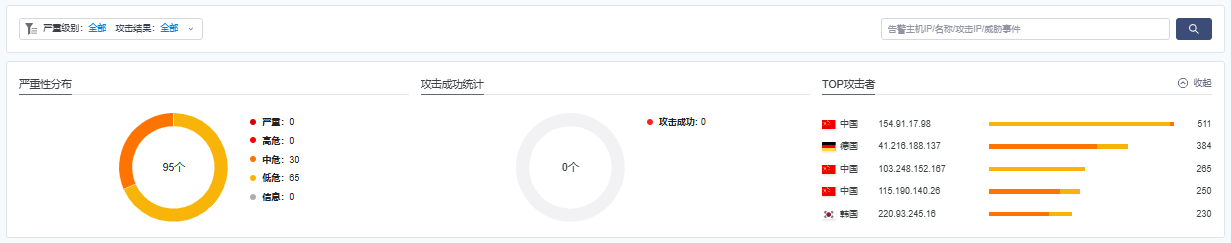 严重级别：全部 攻击结果：全部
告警主机IP/名称/攻击IP/威胁事件
严重性分布
95个
严重：0
高危：0
中危：30
低危：65
信息：0
攻击成功统计
0个
攻击成功：0
TOP攻击者 收起
中国 154.91.17.98 511
德国 41.216.188.137 384
中国 103.248.152.167 265
中国 115.190.140.26 250
韩国 220.93.245.16 230